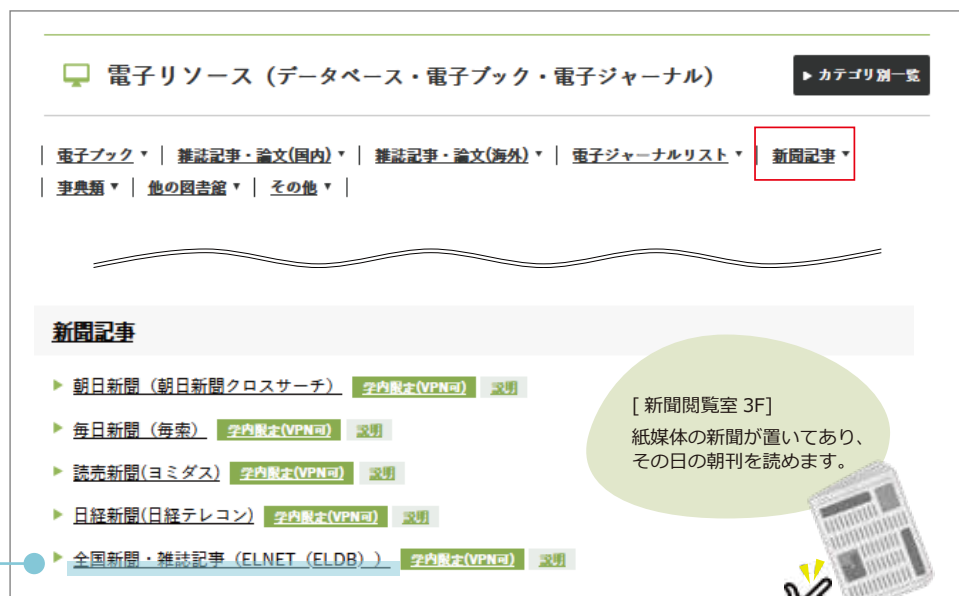 電子リソース（データベース・電子ブック・電子ジャーナル）
▶ カテゴリ別一覧
| 電子ブック ▼ | 雑誌記事・論文(国内) ▼ | 雑誌記事・論文(海外) ▼ | 電子ジャーナルリスト ▼ | 新聞記事 ▼
| 事典類 ▼ | 他の図書館 ▼ | その他 ▼ |
新聞記事
▶ 朝日新聞（朝日新聞クロスサーチ） 学内限定(VPN可) 説明
▶ 毎日新聞（毎索） 学内限定(VPN可) 説明
▶ 読売新聞(ヨミダス) 学内限定(VPN可) 説明
▶ 日経新聞(日経テレコン) 学内限定(VPN可) 説明
▶ 全国新聞・雑誌記事（ELNET（ELDB）） 学内限定(VPN可) 説明
[ 新聞閲覧室 3F]
紙媒体の新聞が置いてあり、
その日の朝刊を読めます。